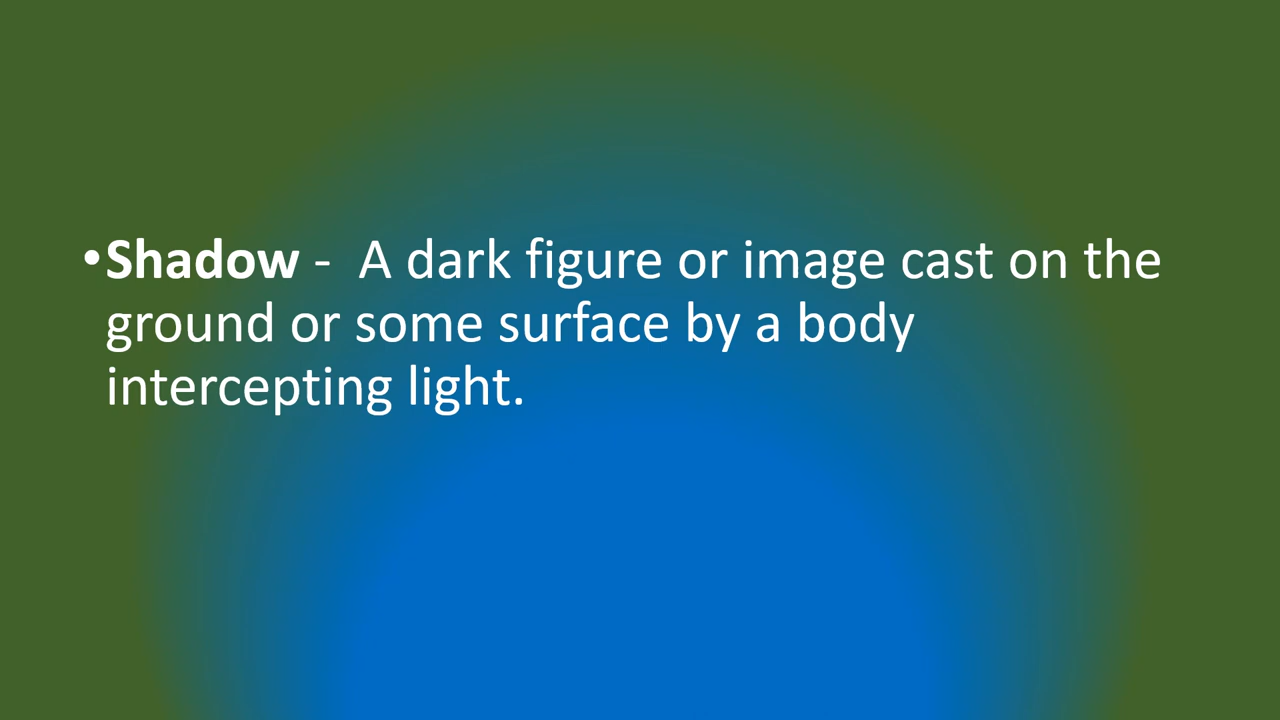 •Shadow -  A dark figure or image cast on the
ground or some surface by a body
intercepting light.